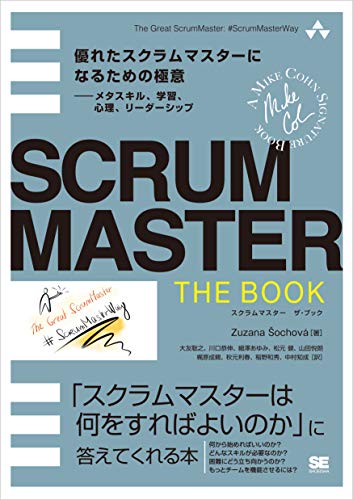 The Great ScrumMaster: #ScrumMasterWay
優れたスクラムマスターに
なるための極意
——メタスキル、学習、
心理、リーダーシップ
A MIKE COHN SIGNATURE BOOK
Mike Cohn
SCRUM
MASTER
THE BOOK
スクラムマスター ザ・ブック
The Great ScrumMaster
#ScrumMasterWay
Zuzana Šochová[著]
大友聡之、川口恭伸、細澤あゆみ、松元 健、山田悦朗
梶原成親、秋元利春、稲野和秀、中村知成[訳]
「スクラムマスターは
何をすればよいのか」に
答えてくれる本
何から始めればいいのか?
どんなスキルが必要なのか?
困難にどう立ち向かうのか?
もっとチームを機能させるには?
SE
SHOEISHA